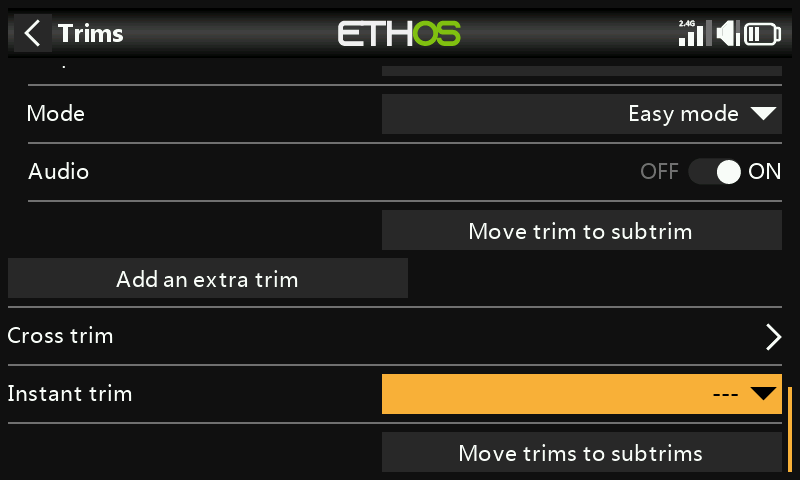 Trims
ETHOS
2.4G
Mode
Easy mode
Audio
OFF ON
Move trim to subtrim
Add an extra trim
Cross trim
Instant trim
---
Move trims to subtrims